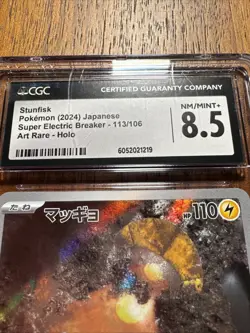 CGC
CERTIFIED GUARANTY COMPANY
Stunfisk
Pokémon (2024) Japanese
Super Electric Breaker - 113/106
Art Rare - Holo
NM/MINT+
8.5
6052021219
たね
マッギョ
HP 110